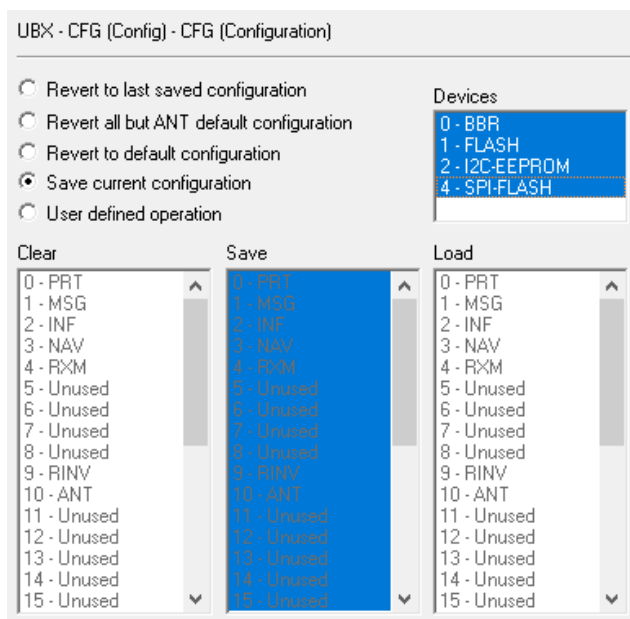 UBX - CFG (Config) - CFG (Configuration)
Revert to last saved configuration
Revert all but ANT default configuration
Revert to default configuration
Save current configuration
User defined operation
Devices
0 - BBR
1 - FLASH
2 - I2C-EEPROM
4 - SPI-FLASH
Clear
0 - PRT
1 - MSG
2 - INF
3 - NAV
4 - RXM
5 - Unused
6 - Unused
7 - Unused
8 - Unused
9 - RINV
10 - ANT
11 - Unused
12 - Unused
13 - Unused
14 - Unused
15 - Unused
Save
0 - PRT
1 - MSG
2 - INF
3 - NAV
4 - RXM
5 - Unused
6 - Unused
7 - Unused
8 - Unused
9 - RINV
10 - ANT
11 - Unused
12 - Unused
13 - Unused
14 - Unused
15 - Unused
Load
0 - PRT
1 - MSG
2 - INF
3 - NAV
4 - RXM
5 - Unused
6 - Unused
7 - Unused
8 - Unused
9 - RINV
10 - ANT
11 - Unused
12 - Unused
13 - Unused
14 - Unused
15 - Unused